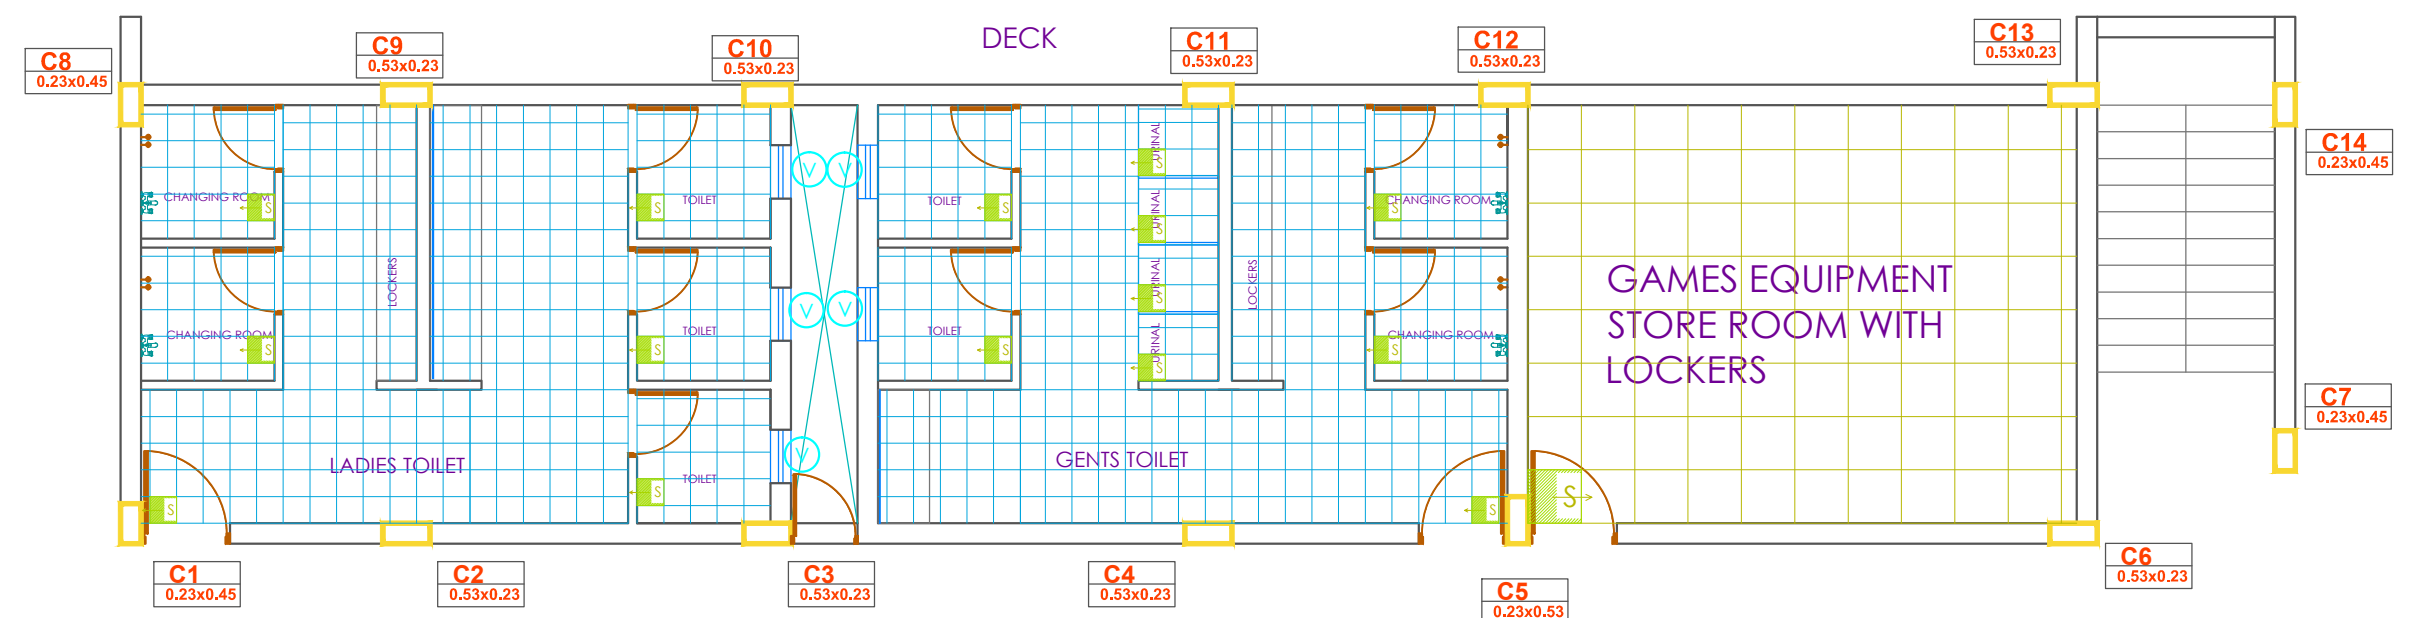 DECK
C8
0.23x0.45
C9
0.53x0.23
C10
0.53x0.23
C11
0.53x0.23
C12
0.53x0.23
C13
0.53x0.23
C14
0.23x0.45
C7
0.23x0.45
CHANGING ROOM
S
CHANGING ROOM
S
LOCKERS
LADIES TOILET
S
TOILET
S
TOILET
S
TOILET
S
V
V
V
V
V
TOILET
S
TOILET
S
URINAL
S
URINAL
S
URINAL
S
URINAL
S
LOCKERS
CHANGING ROOM
S
CHANGING ROOM
S
GENTS TOILET
S
GAMES EQUIPMENT
STORE ROOM WITH
LOCKERS
S
C1
0.23x0.45
C2
0.53x0.23
C3
0.53x0.23
C4
0.53x0.23
C5
0.23x0.53
C6
0.53x0.23